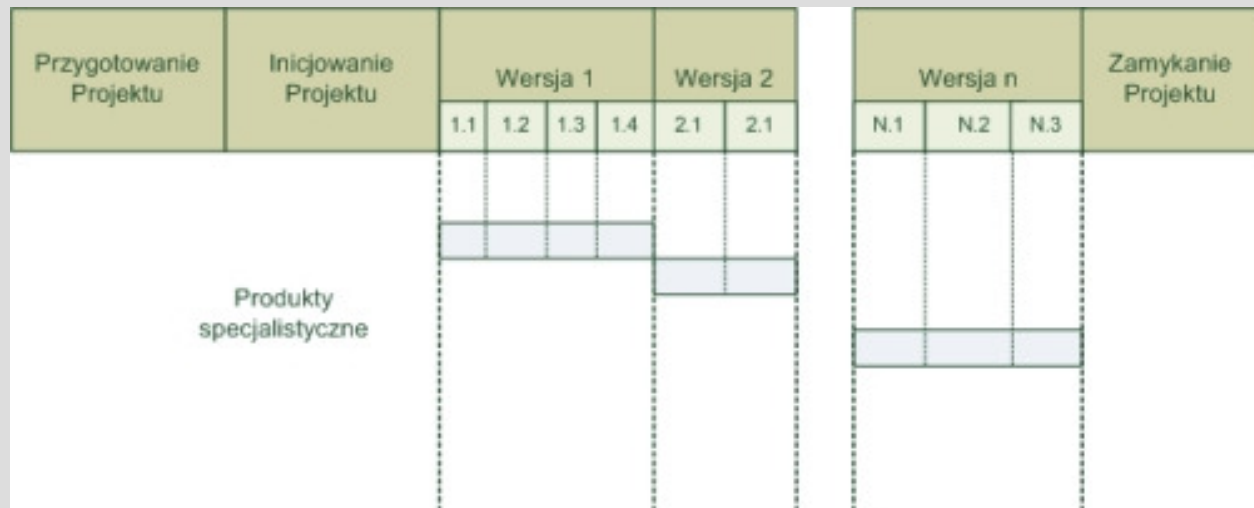 Przygotowanie
Projektu
Inicjowanie
Projektu
Wersja 1
Wersja 2
Wersja n
Zamykanie
Projektu
1.1 1.2 1.3 1.4 2.1 2.1 N.1 N.2 N.3
Produkty
specjalistyczne